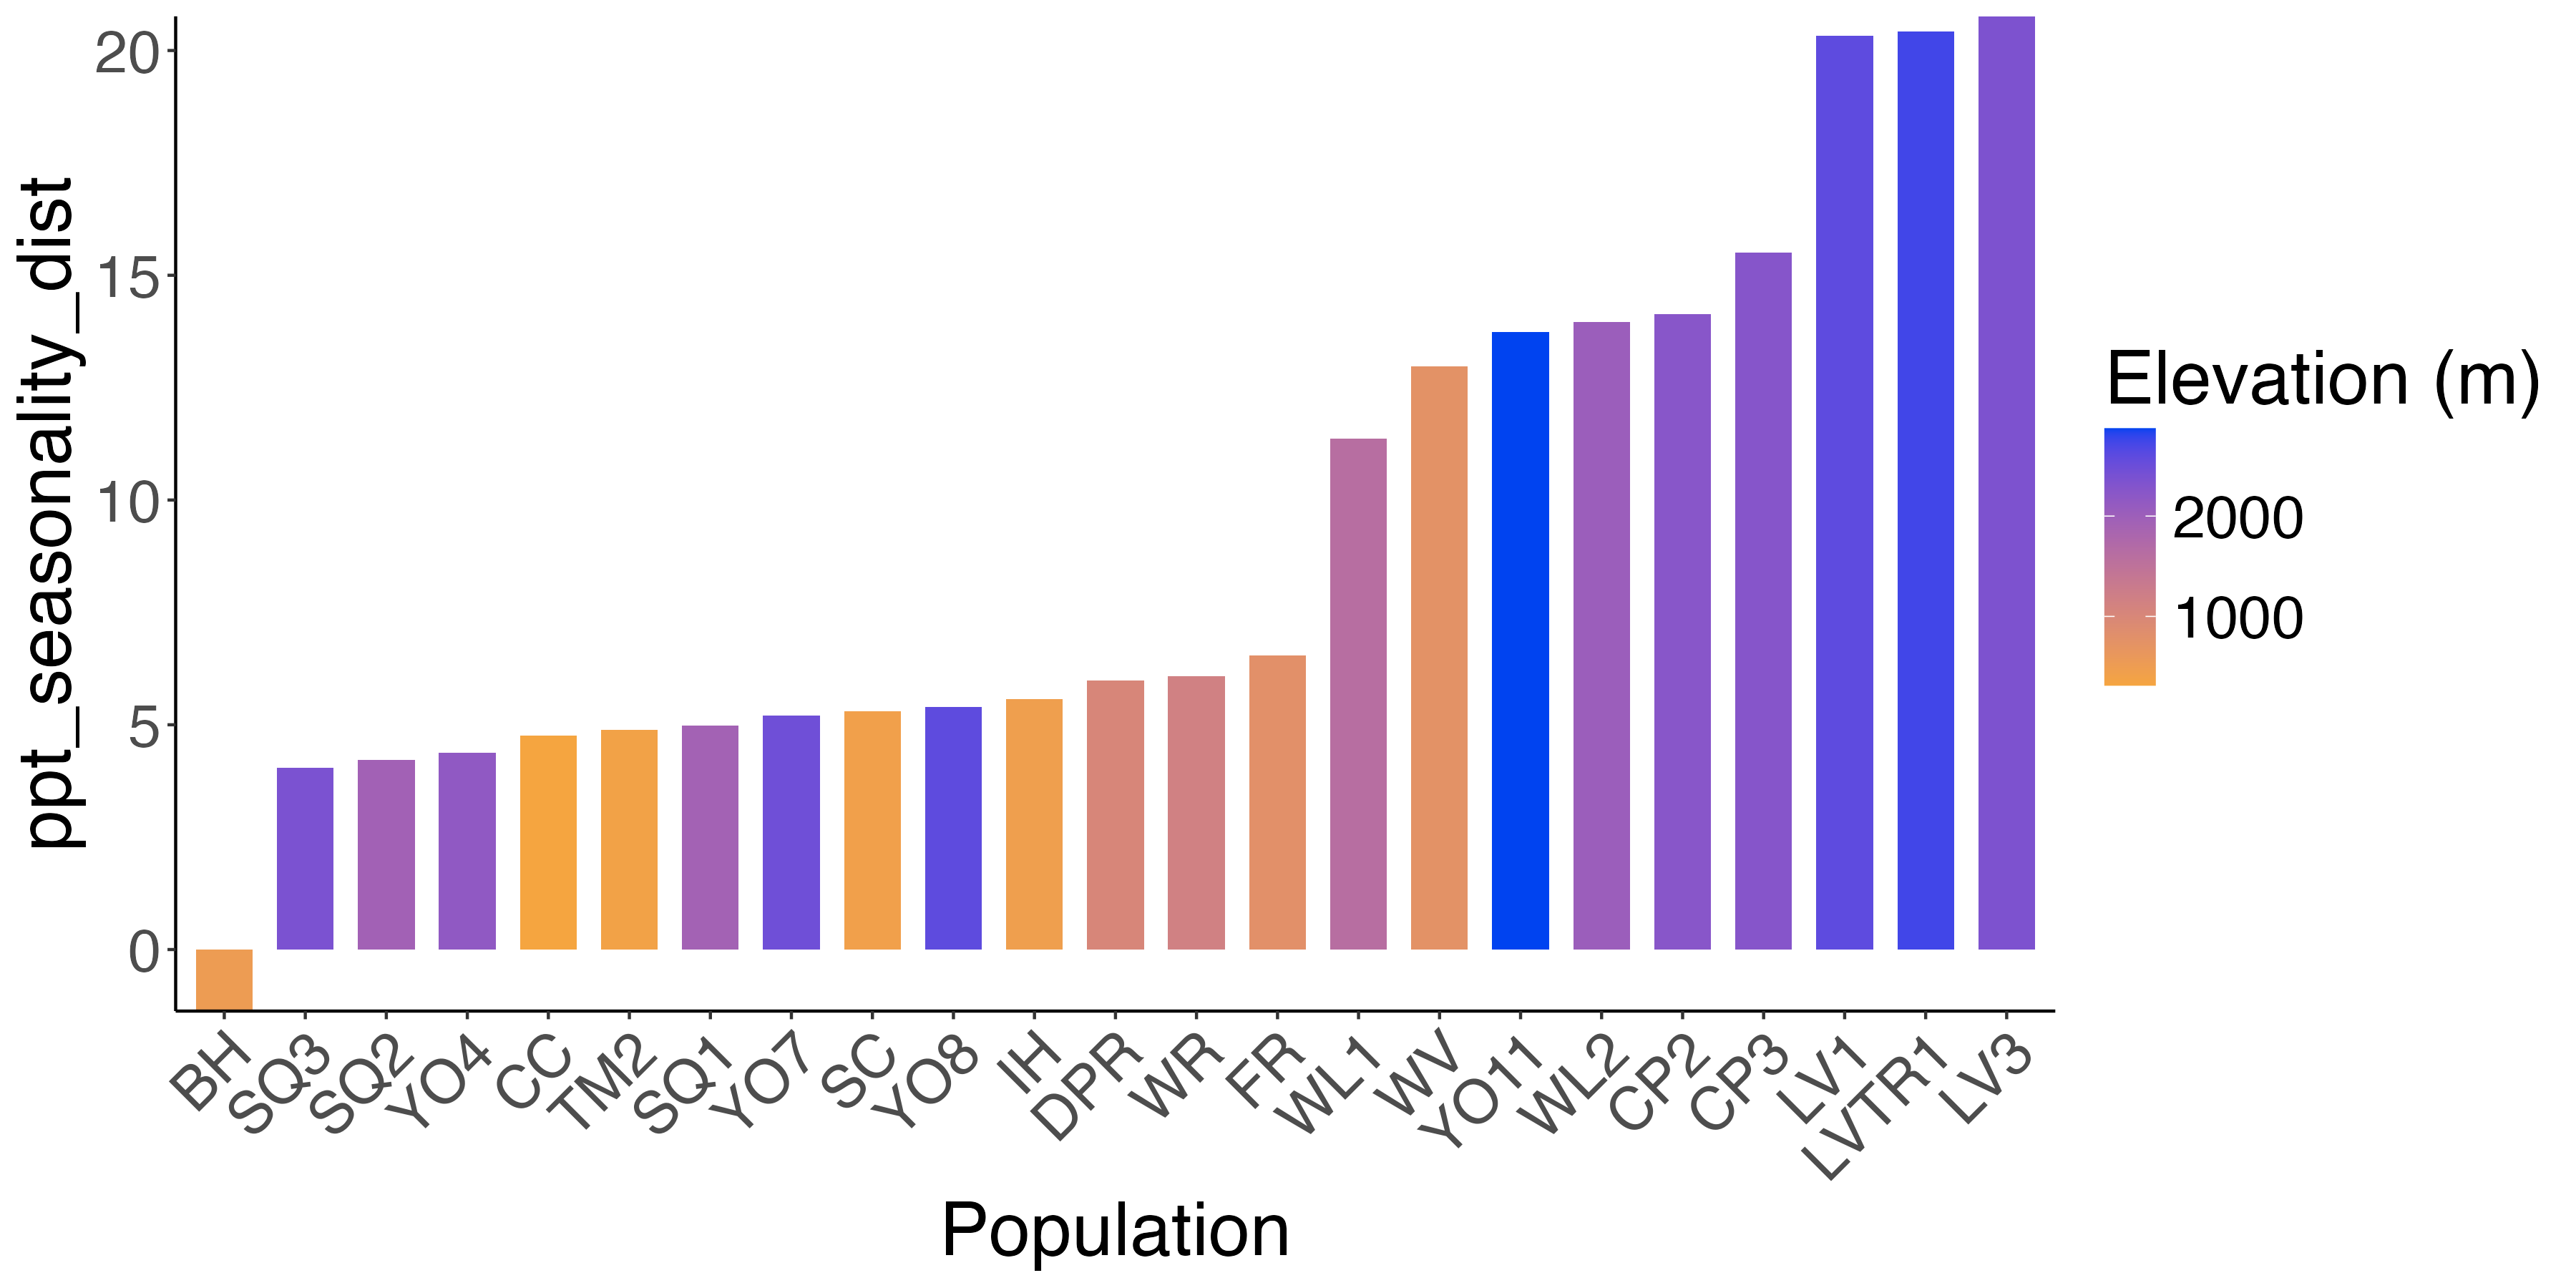 ppt_seasonality_dist
20
15
10
5
0
BH
SQ3
SQ2
YO4
CC
TM2
SQ1
YO7
SC
YO8
IH
DPR
WR
FR
WL1
WV
YO11
WL2
CP2
CP3
LV1
LVTR1
LV3
Population
Elevation (m)
2000
1000